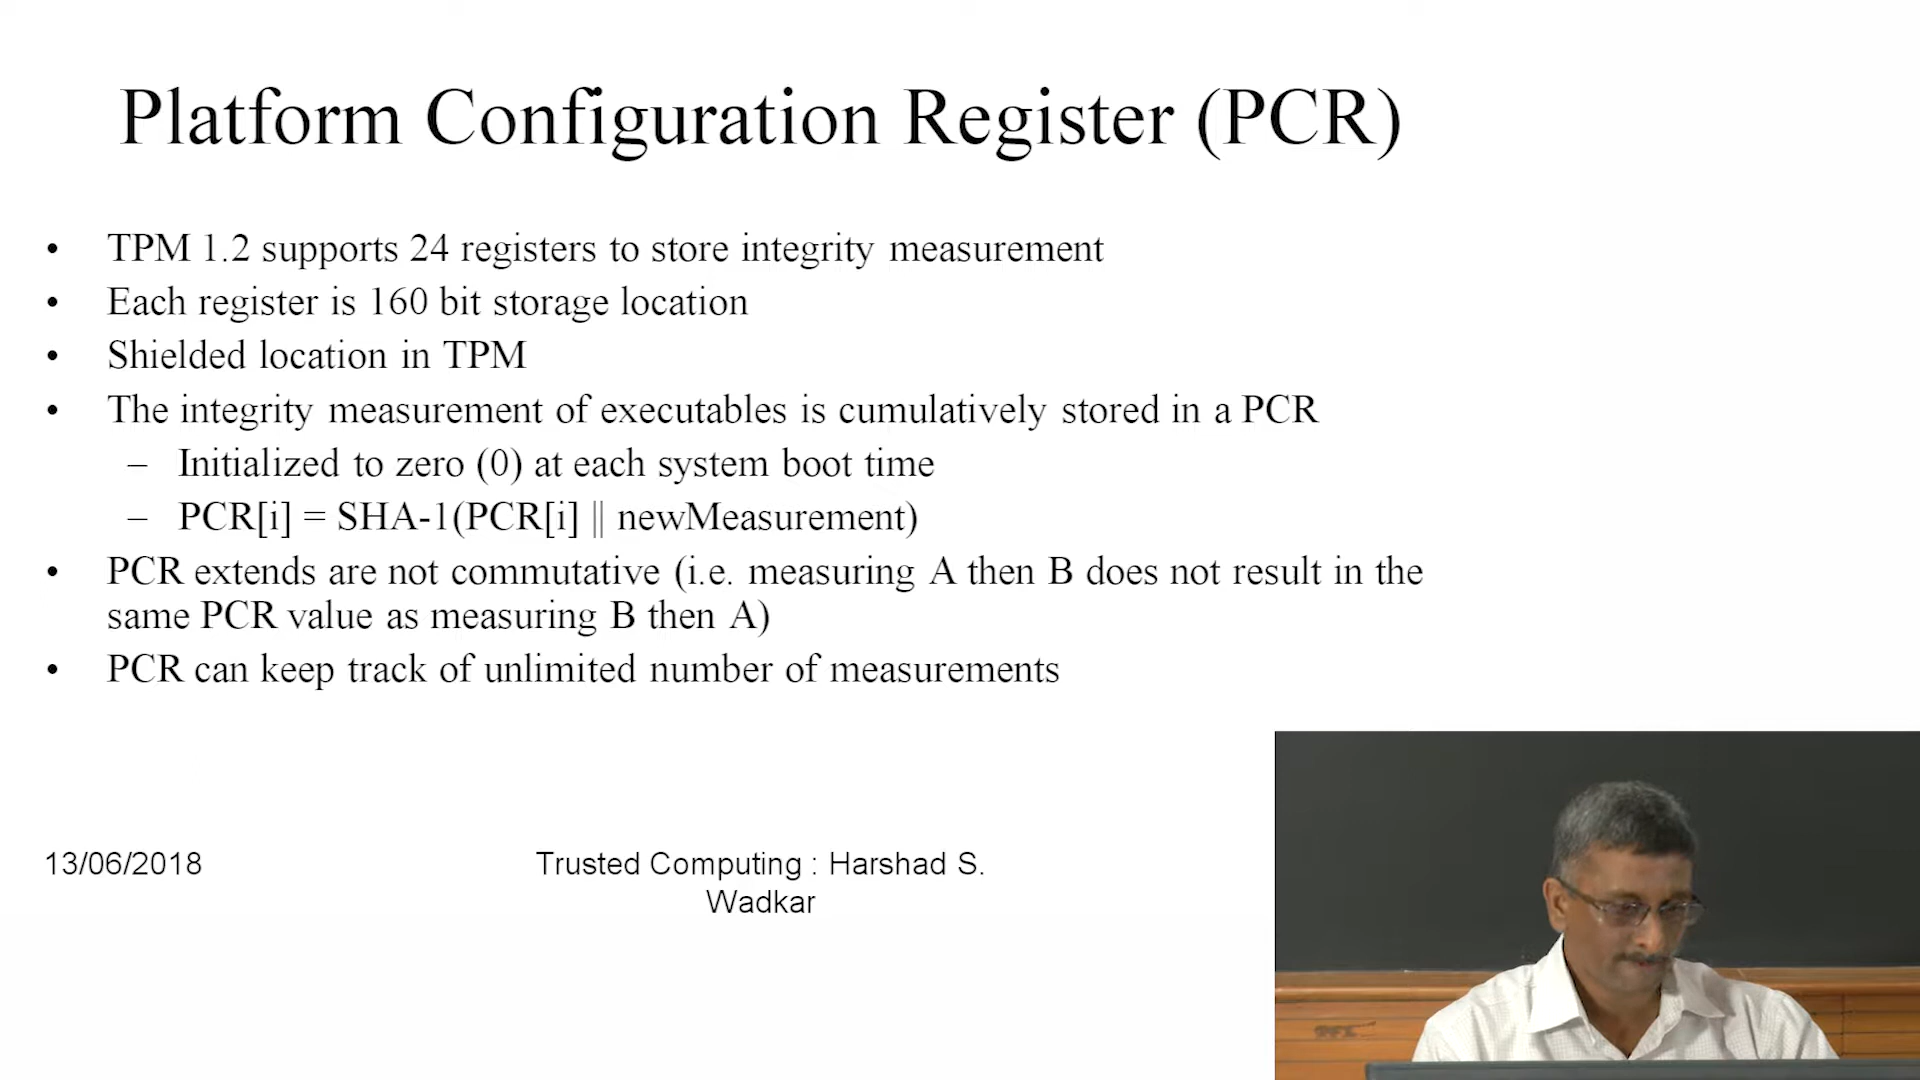 Platform Configuration Register (PCR)
• TPM 1.2 supports 24 registers to store integrity measurement
• Each register is 160 bit storage location
• Shielded location in TPM
• The integrity measurement of executables is cumulatively stored in a PCR
– Initialized to zero (0) at each system boot time
– PCR[i] = SHA-1(PCR[i] || newMeasurement)
• PCR extends are not commutative (i.e. measuring A then B does not result in the
same PCR value as measuring B then A)
• PCR can keep track of unlimited number of measurements
13/06/2018
Trusted Computing : Harshad S.
Wadkar